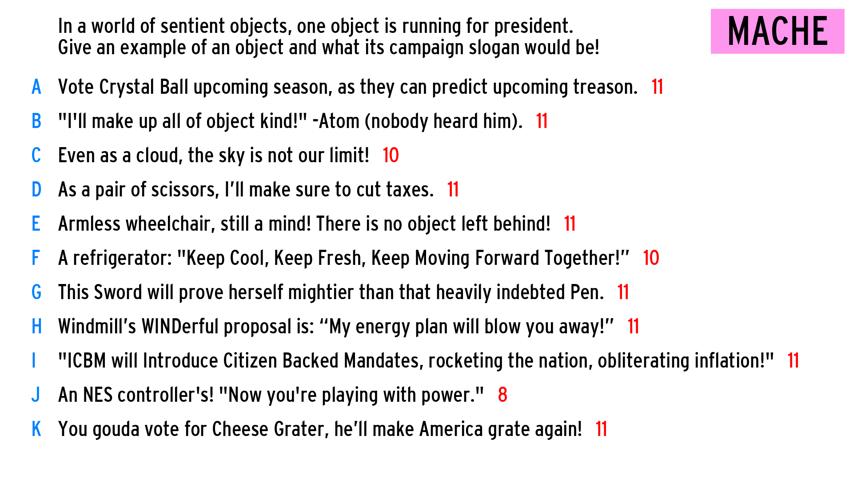 In a world of sentient objects, one object is running for president.
Give an example of an object and what its campaign slogan would be!
MACHE
A Vote Crystal Ball upcoming season, as they can predict upcoming treason. 11
B "I'll make up all of object kind!" -Atom (nobody heard him). 11
C Even as a cloud, the sky is not our limit! 10
D As a pair of scissors, I’ll make sure to cut taxes. 11
E Armless wheelchair, still a mind! There is no object left behind! 11
F A refrigerator: "Keep Cool, Keep Fresh, Keep Moving Forward Together!” 10
G This Sword will prove herself mightier than that heavily indebted Pen. 11
H Windmill’s WINDerful proposal is: “My energy plan will blow you away!” 11
I "ICBM will Introduce Citizen Backed Mandates, rocketing the nation, obliterating inflation!" 11
J An NES controller's! "Now you're playing with power." 8
K You gouda vote for Cheese Grater, he’ll make America grate again! 11